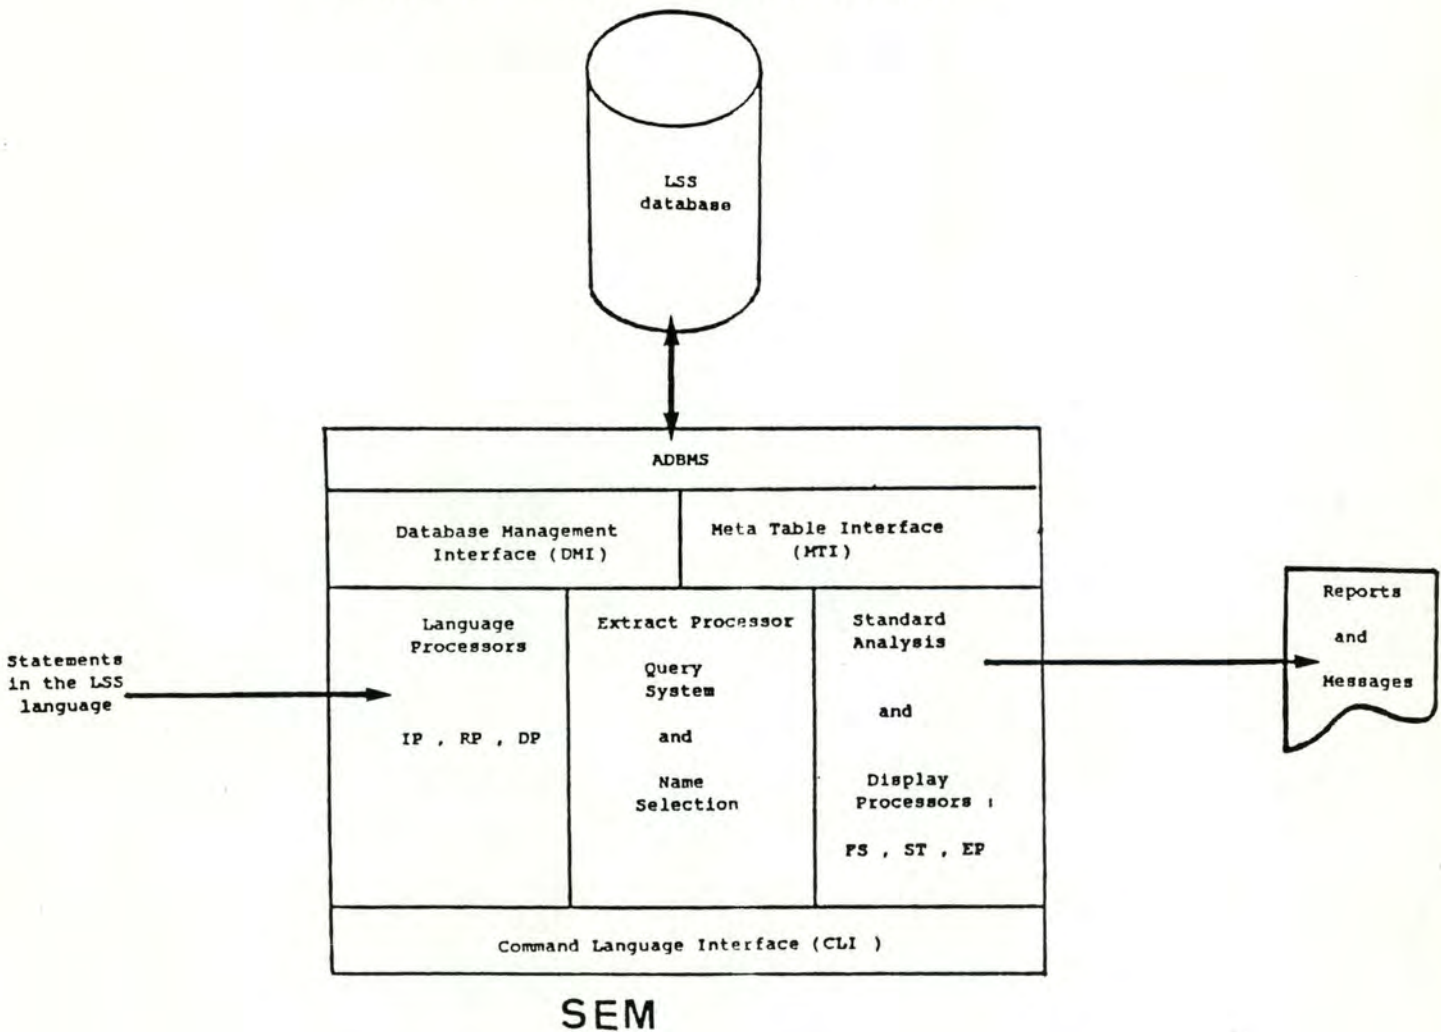 LSS
database
ADBMS
Database Management
Interface (DMI)
Meta Table Interface
(MTI)
Statements
in the LSS
language
Language
Processors
IP , RP , DP
Extract Processor
Query
System
and
Name
Selection
Standard
Analysis
and
Display
Processors :
FS , ST , EP
Reports
and
Messages
Command Language Interface (CLI )
SEM